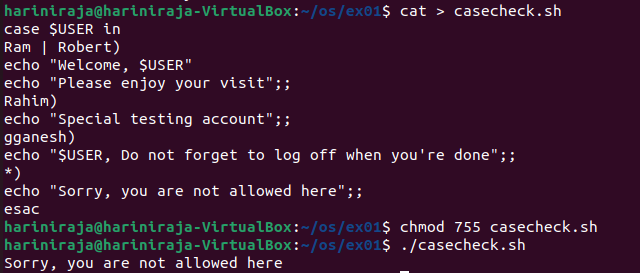 hariniraja@hariniraja-VirtualBox:~/os/ex01$ cat > casecheck.sh
case $USER in
Ram | Robert)
echo "Welcome, $USER"
echo "Please enjoy your visit";;
Rahim)
echo "Special testing account";;
gganesh)
echo "$USER, Do not forget to log off when you're done";;
*)
echo "Sorry, you are not allowed here";;
esac
hariniraja@hariniraja-VirtualBox:~/os/ex01$ chmod 755 casecheck.sh
hariniraja@hariniraja-VirtualBox:~/os/ex01$ ./casecheck.sh
Sorry, you are not allowed here